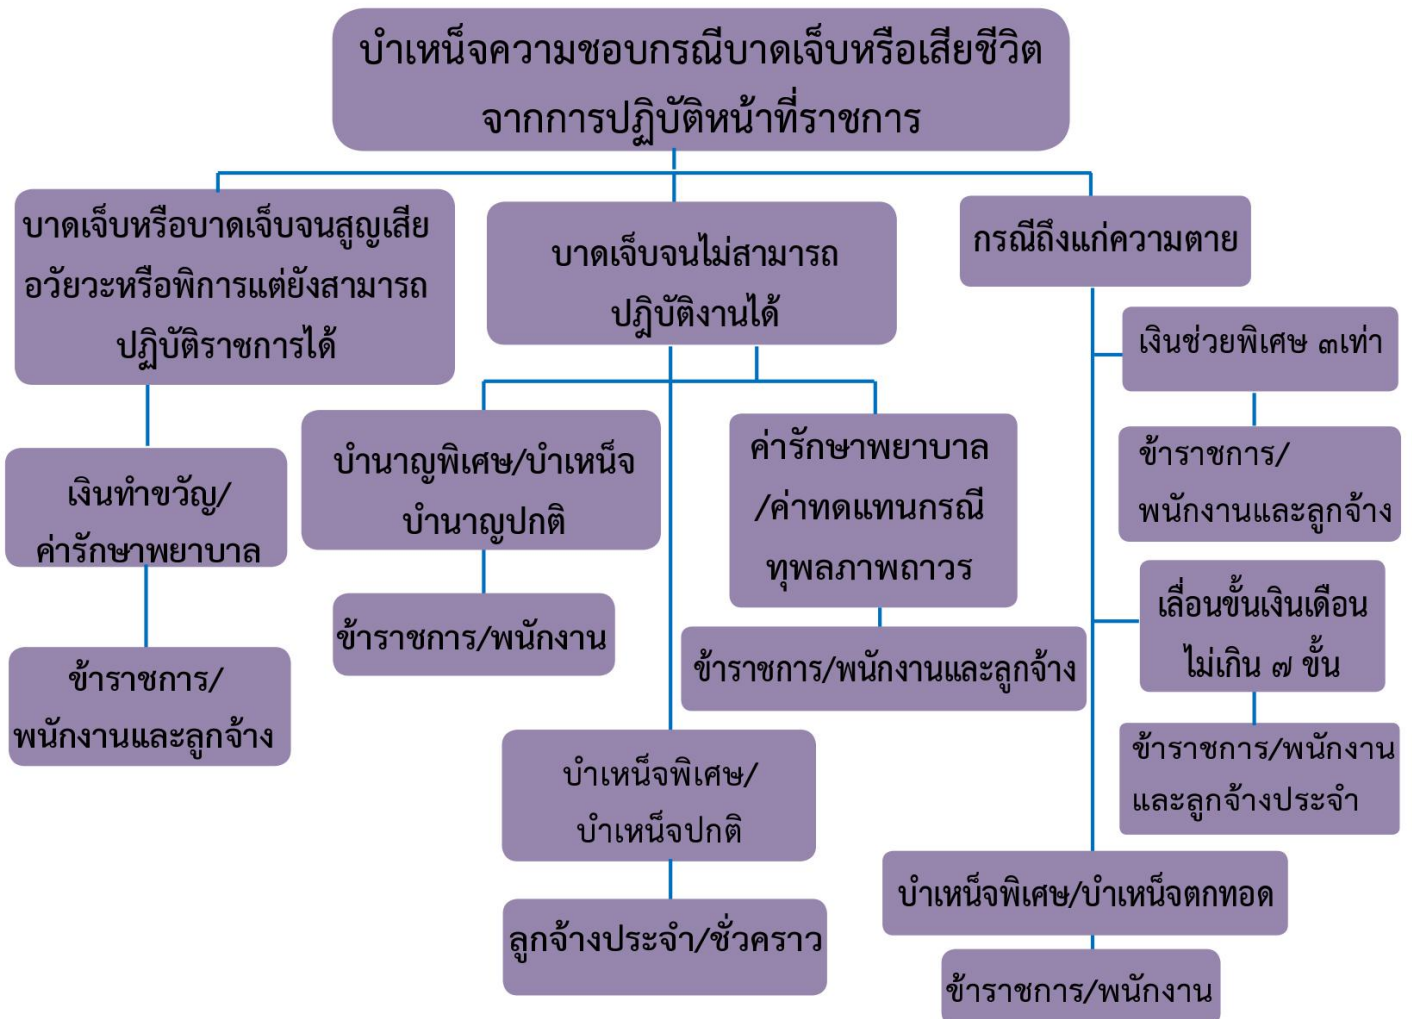 บำเหน็จความชอบกรณีบาดเจ็บหรือเสียชีวิต
จากการปฏิบัติหน้าที่ราชการ
บาดเจ็บหรือบาดเจ็บจนสูญเสีย
อวัยวะหรือพิการแต่ยังสามารถ
ปฏิบัติราชการได้
เงินทำขวัญ/
ค่ารักษาพยาบาล
ข้าราชการ/
พนักงานและลูกจ้าง
บาดเจ็บจนไม่สามารถ
ปฎิบัติงานได้
บำนาญพิเศษ/บำเหน็จ
บำนาญปกติ
ข้าราชการ/พนักงาน
บำเหน็จพิเศษ/
บำเหน็จปกติ
ลูกจ้างประจำ/ชั่วคราว
ค่ารักษาพยาบาล
/ค่าทดแทนกรณี
ทุพลภาพถาวร
ข้าราชการ/พนักงานและลูกจ้าง
กรณีถึงแก่ความตาย
เงินช่วยพิเศษ ๓เท่า
ข้าราชการ/
พนักงานและลูกจ้าง
เลื่อนขั้นเงินเดือน
ไม่เกิน ๗ ขั้น
ข้าราชการ/พนักงาน
และลูกจ้างประจำ
บำเหน็จพิเศษ/บำเหน็จตกทอด
ข้าราชการ/พนักงาน